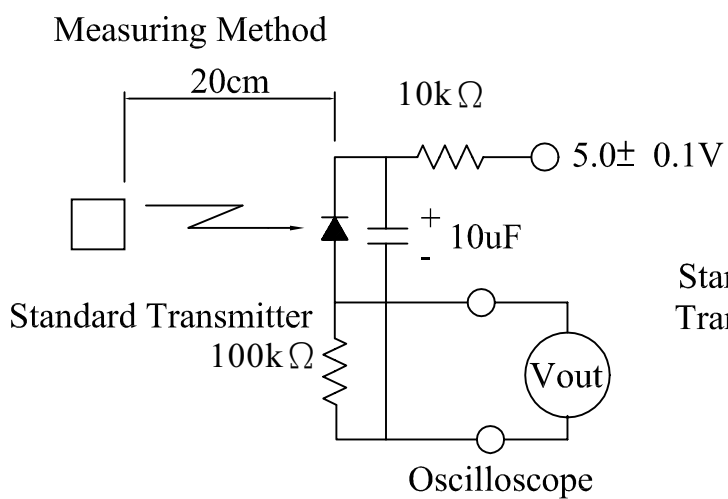 Measuring Method
20cm
10kΩ
5.0± 0.1V
+
10uF
-
Standard Transmitter
100kΩ
Vout
Oscilloscope